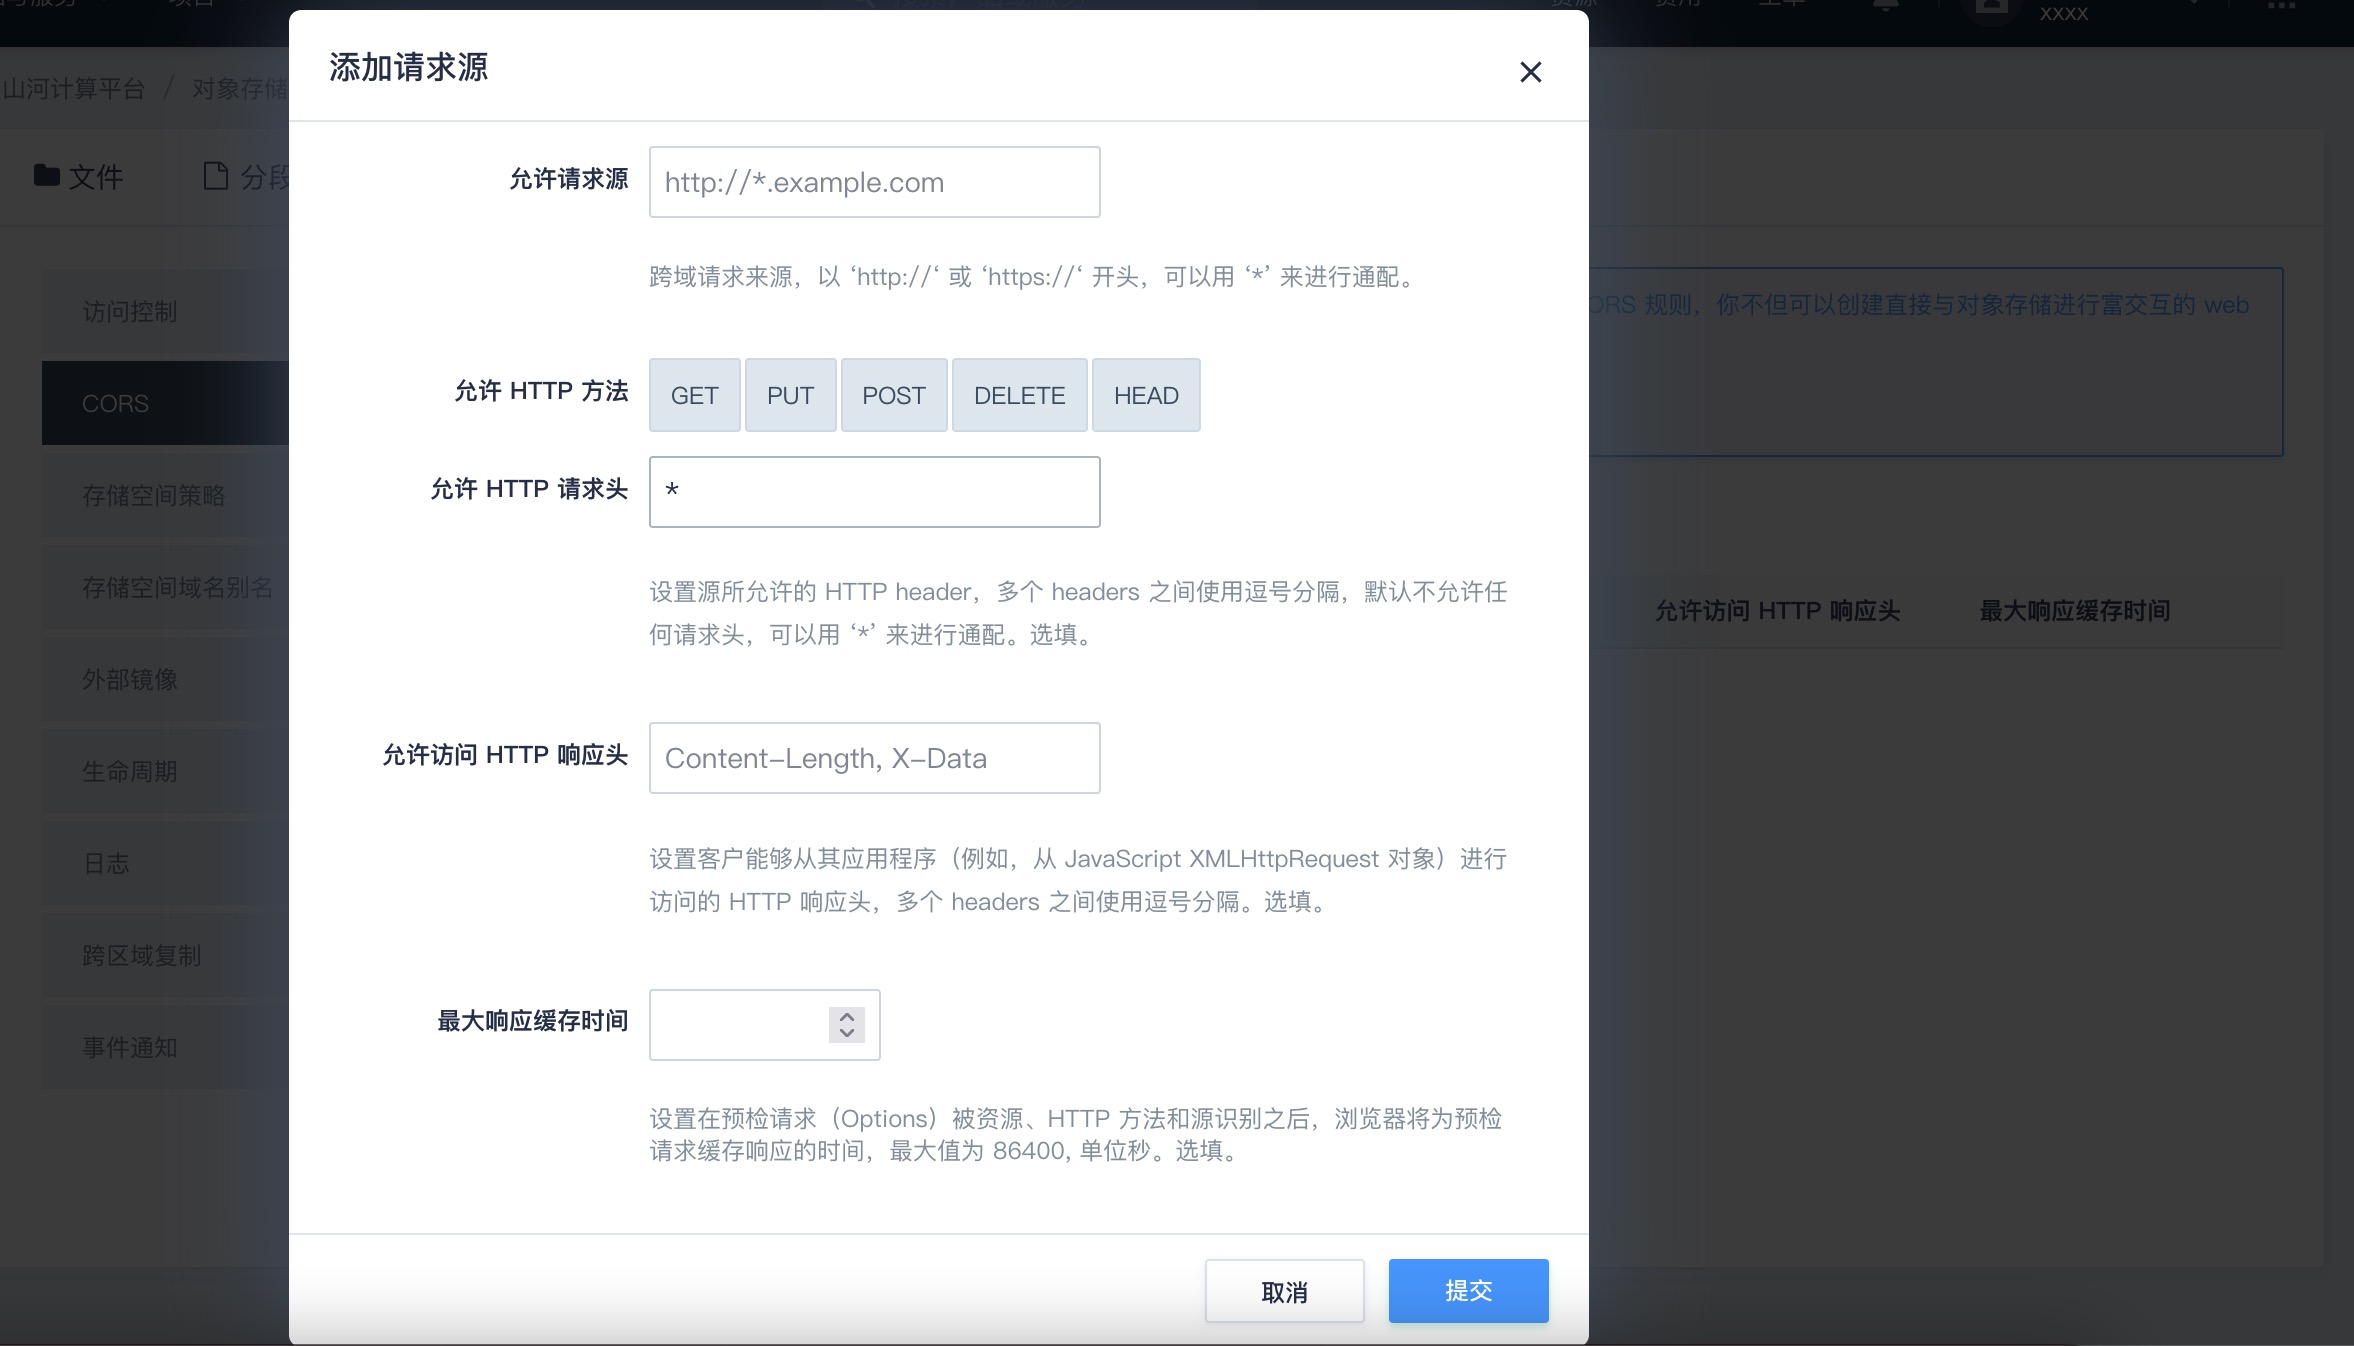 xxxx
山河计算平台 / 对象存储
文件
分段
访问控制
CORS
存储空间策略
存储空间域名别名
外部镜像
生命周期
日志
跨区域复制
事件通知
添加请求源
允许请求源
http://*.example.com
跨域请求来源，以 ‘http://‘ 或 ‘https://‘ 开头，可以用 ‘*’ 来进行通配。
允许 HTTP 方法
GET PUT POST DELETE HEAD
允许 HTTP 请求头
*
设置源所允许的 HTTP header，多个 headers 之间使用逗号分隔，默认不允许任
何请求头，可以用 ‘*’ 来进行通配。选填。
允许访问 HTTP 响应头
Content-Length, X-Data
设置客户能够从其应用程序（例如，从 JavaScript XMLHttpRequest 对象）进行
访问的 HTTP 响应头，多个 headers 之间使用逗号分隔。选填。
最大响应缓存时间
设置在预检请求（Options）被资源、HTTP 方法和源识别之后，浏览器将为预检
请求缓存响应的时间，最大值为 86400, 单位秒。选填。
取消
提交
ORS 规则，你不但可以创建直接与对象存储进行富交互的 web
允许访问 HTTP 响应头
最大响应缓存时间